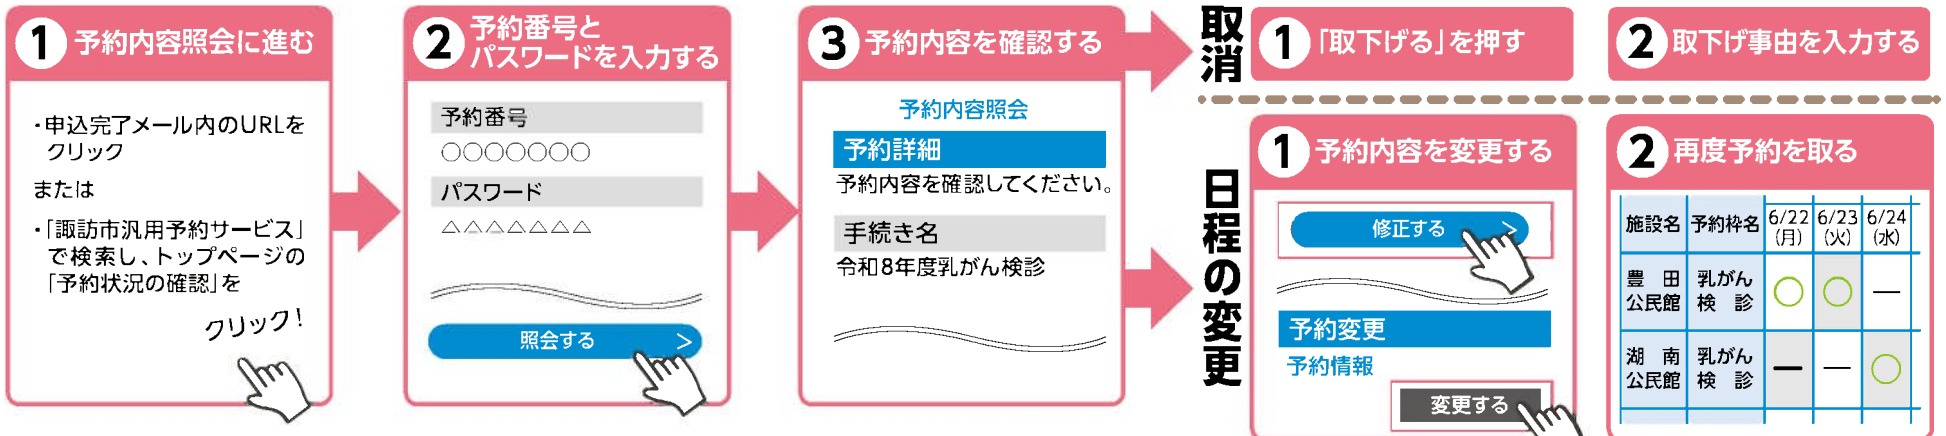 1 予約内容照会に進む
・申込完了メール内のURLを
クリック
または
・「諏訪市汎用予約サービス」
で検索し、トップページの
「予約状況の確認」を
クリック!
2 予約番号と
パスワードを入力する
予約番号
○○○○○○○
パスワード
△△△△△△△
照会する >
3 予約内容を確認する
予約内容照会
予約詳細
予約内容を確認してください。
手続き名
令和8年度乳がん検診
取消
1 「取下げる」を押す
2 取下げ事由を入力する
日程の変更
1 予約内容を変更する
修正する >
予約変更
予約情報
変更する
2 再度予約を取る
施設名 予約枠名 6/22 6/23 6/24
(月) (火) (水)
豊田 乳がん
公民館 検診 ○ ○ ―
湖南 乳がん
公民館 検診 ― ― ○